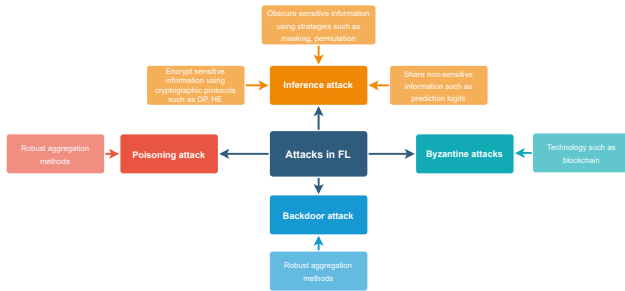 Obscure sensitive information
using strategies such as
masking, permutation
Encrypt sensitive
information using
cryptographic protocols
such as DP, HE
Inference attack
Share non-sensitive
information such as
prediction logits
Robust aggregation
methods
Poisoning attack
Attacks in FL
Byzantine attacks
Technology such as
blockchain
Backdoor attack
Robust aggregation
methods